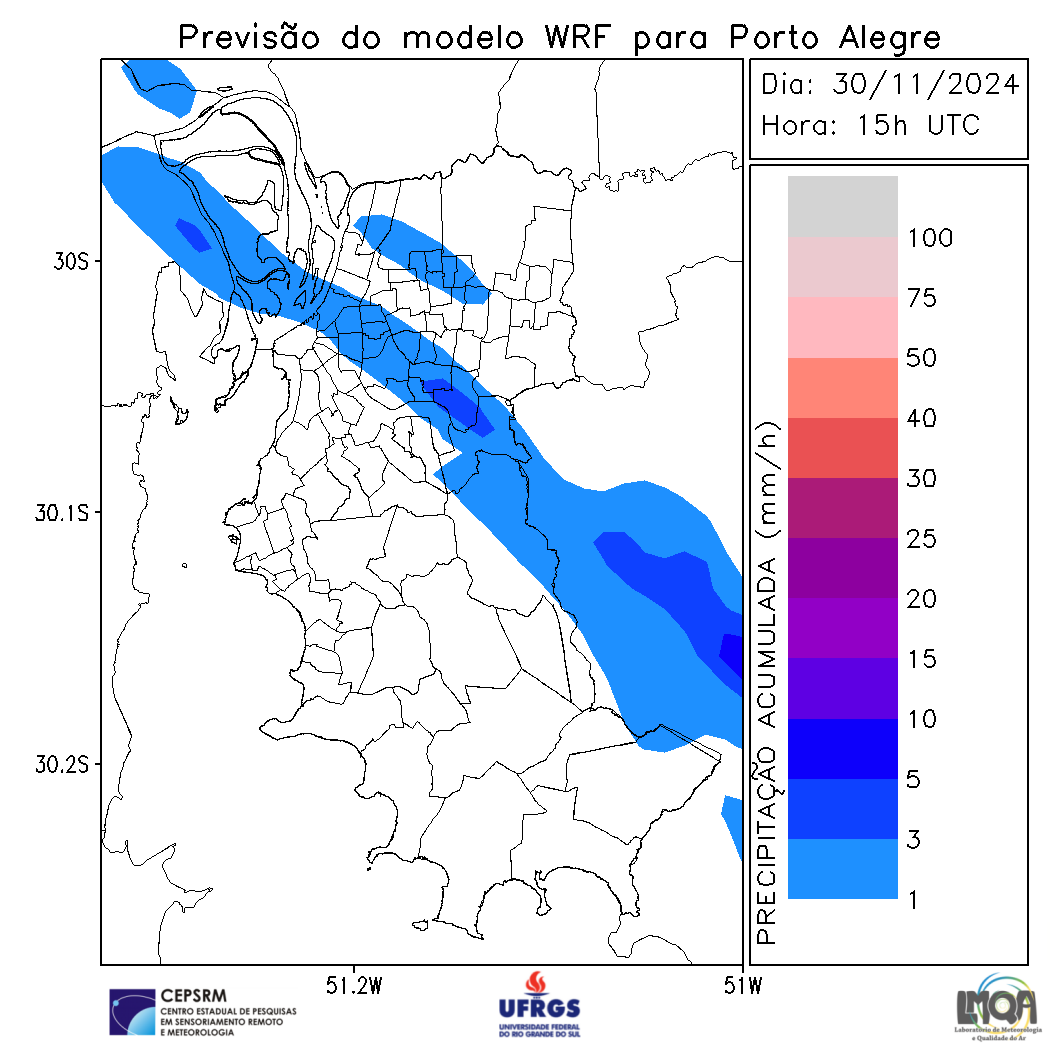 Previsão do modelo WRF para Porto Alegre
Dia: 30/11/2024
Hora: 15h UTC
30S
30.1S
30.2S
51.2W
51W
PRECIPITAÇÃO ACUMULADA (mm/h)
100
75
50
40
30
25
20
15
10
5
3
1
CEPSRM
CENTRO ESTADUAL DE PESQUISAS
EM SENSORIAMENTO REMOTO
E METEOROLOGIA
UFRGS
UNIVERSIDADE FEDERAL
DO RIO GRANDE DO SUL
LMQA
Laboratório de Meteorologia
e Qualidade do Ar